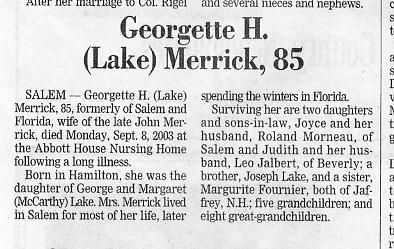 After her marriage to Col. Rigel
and several nieces and nephews.
Georgette H.
(Lake) Merrick, 85
SALEM — Georgette H. (Lake)
Merrick, 85, formerly of Salem and
Florida, wife of the late John Mer-
rick, died Monday, Sept. 8, 2003 at
the Abbott House Nursing Home
following a long illness.
Born in Hamilton, she was the
daughter of George and Margaret
(McCarthy) Lake. Mrs. Merrick lived
in Salem for most of her life, later
spending the winters in Florida.
Surviving her are two daughters
and sons-in-law, Joyce and her
husband, Roland Morneau, of
Salem and Judith and her hus-
band, Leo Jalbert, of Beverly; a
brother, Joseph Lake, and a sister,
Margurite Fournier, both of Jaf-
frey, N.H.; five grandchildren; and
eight great-grandchildren.